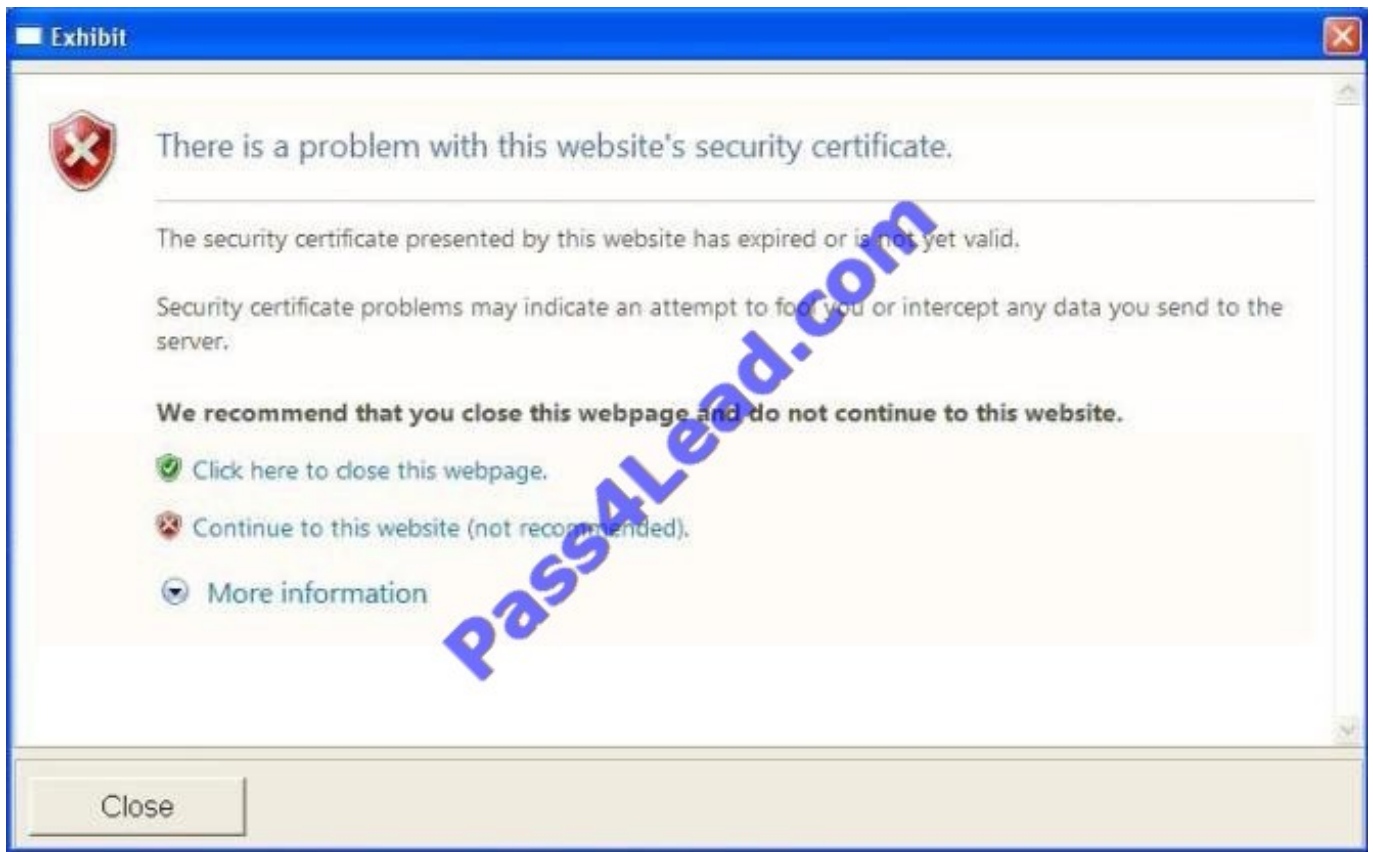 Exhibit
There is a problem with this website's security certificate.
The security certificate presented by this website has expired or is not yet valid.
Security certificate problems may indicate an attempt to fool you or intercept any data you send to the
server.
We recommend that you close this webpage and do not continue to this website.
Click here to close this webpage.
Continue to this website (not recommended).
More information
Pass4Lead.com
Close